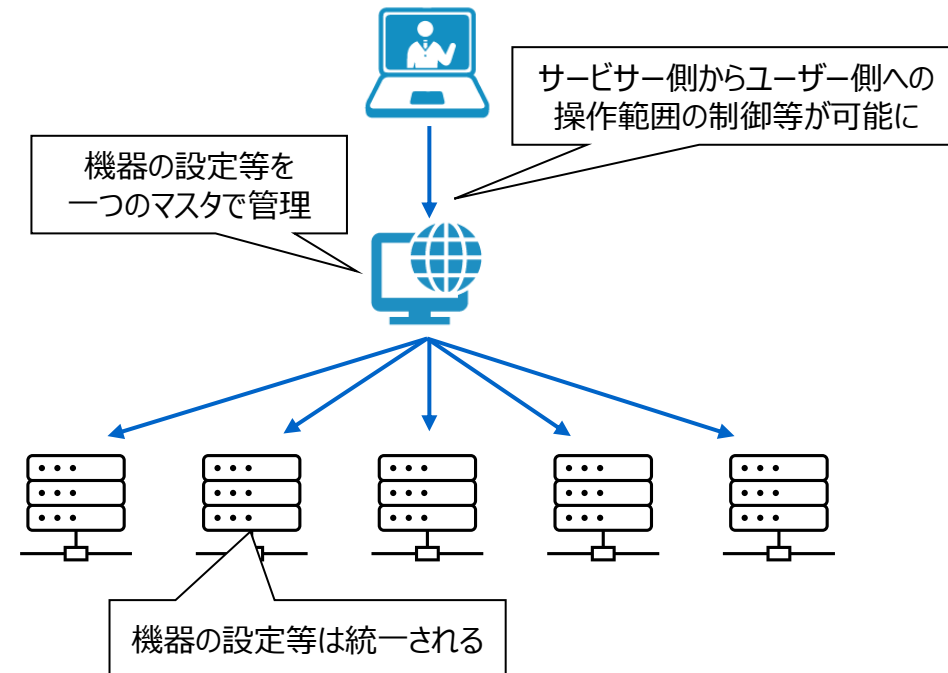 サービサー側からユーザー側への
操作範囲の制御等が可能に
機器の設定等を
一つのマスタで管理
機器の設定等は統一される